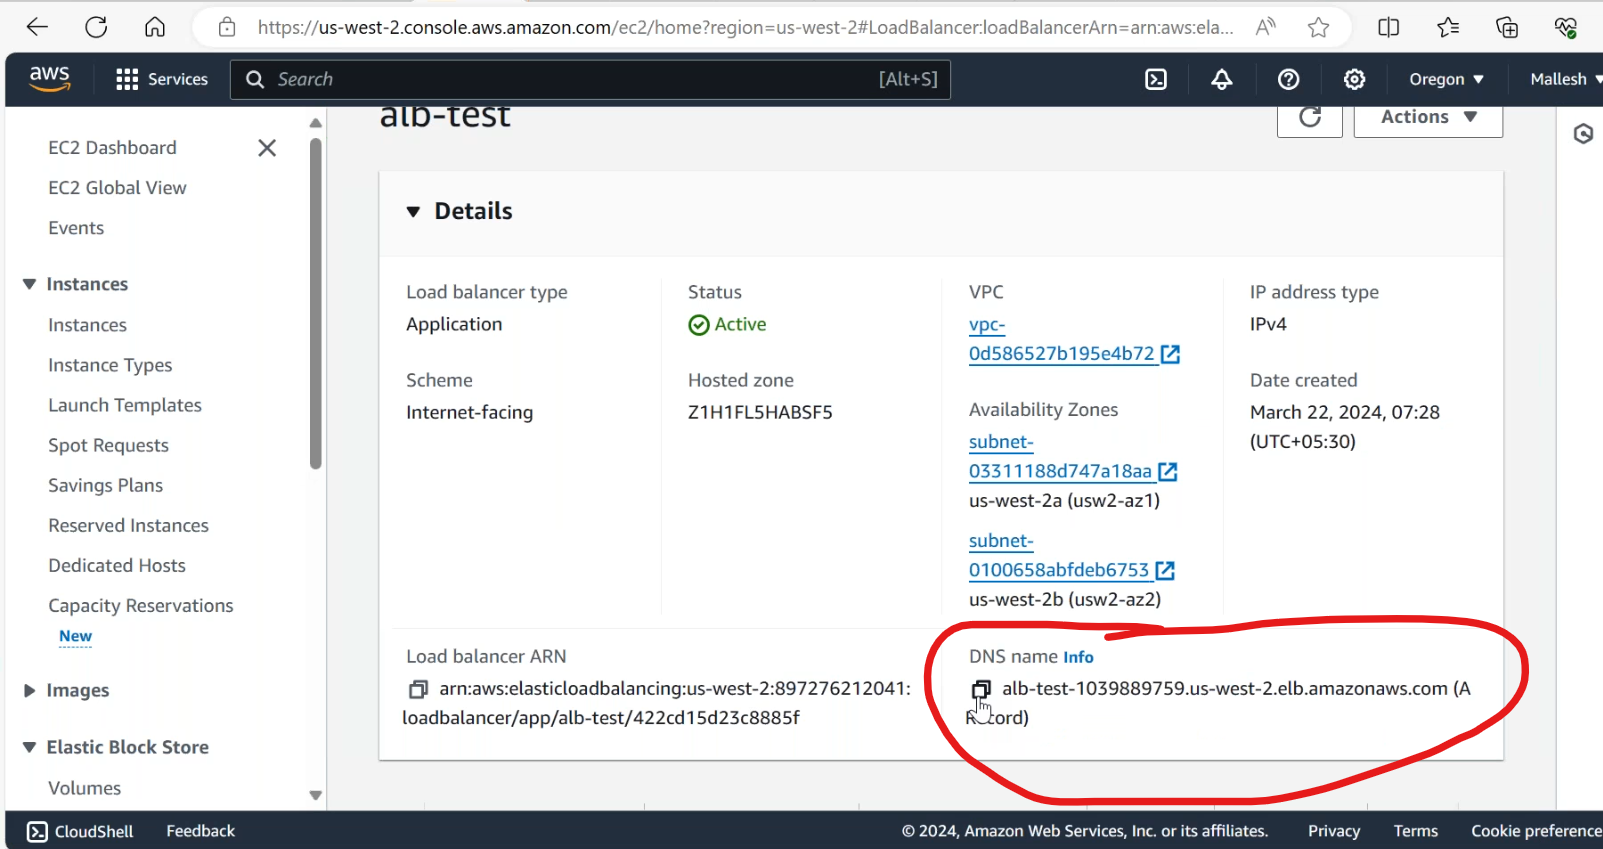 https://us-west-2.console.aws.amazon.com/ec2/home?region=us-west-2#LoadBalancer:loadBalancerArn=arn:aws:ela...
aws
Services
Search
[Alt+S]
Oregon
Mallesh
EC2 Dashboard
EC2 Global View
Events
Instances
Instances
Instance Types
Launch Templates
Spot Requests
Savings Plans
Reserved Instances
Dedicated Hosts
Capacity Reservations
New
Images
Elastic Block Store
Volumes
alb-test
Actions
Details
Load balancer type
Application
Status
Active
VPC
vpc-
0d586527b195e4b72
IP address type
IPv4
Scheme
Internet-facing
Hosted zone
Z1H1FL5HABSF5
Availability Zones
subnet-
03311188d747a18aa
us-west-2a (usw2-az1)
subnet-
0100658abfdeb6753
us-west-2b (usw2-az2)
Date created
March 22, 2024, 07:28
(UTC+05:30)
Load balancer ARN
arn:aws:elasticloadbalancing:us-west-2:897276212041:
loadbalancer/app/alb-test/422cd15d23c8885f
DNS name Info
alb-test-1039889759.us-west-2.elb.amazonaws.com (A
Record)
CloudShell
Feedback
© 2024, Amazon Web Services, Inc. or its affiliates.
Privacy
Terms
Cookie preference